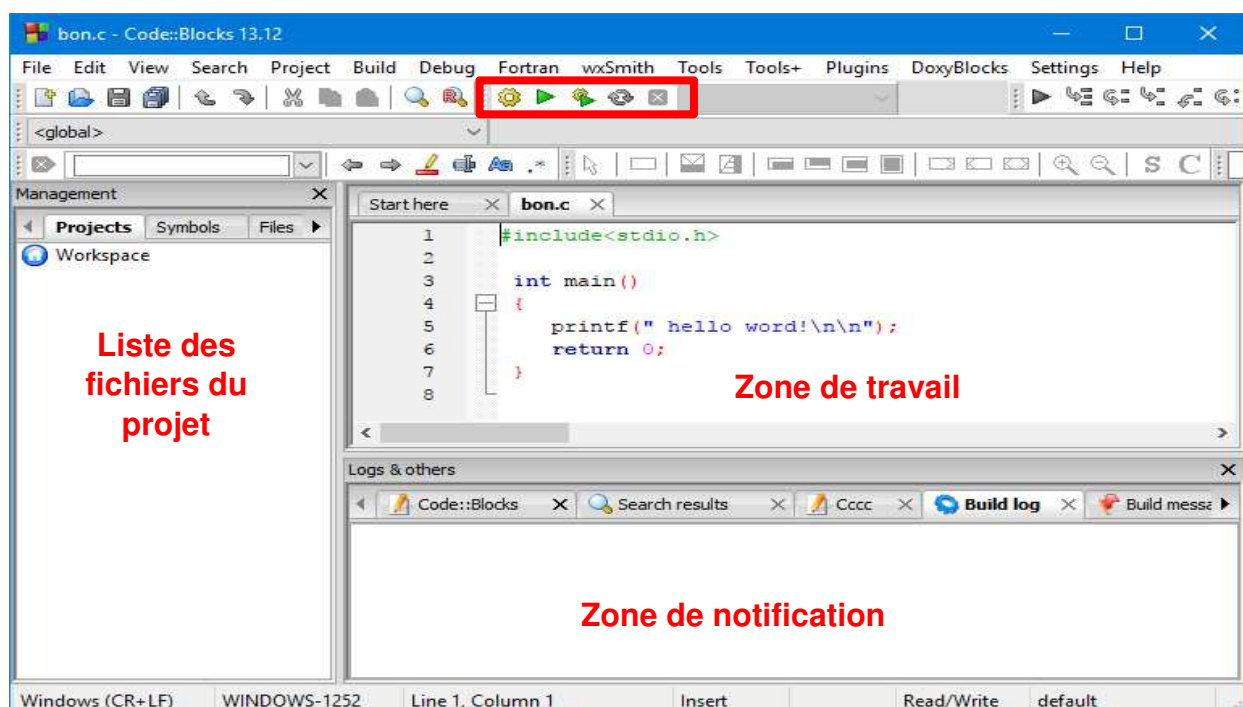 bon.c - Code::Blocks 13.12
File Edit View Search Project Build Debug Fortran wxSmith Tools Tools+ Plugins DoxyBlocks Settings Help
<global>
S C
Management
Projects Symbols Files
Workspace
Liste des
fichiers du
projet
Start here bon.c
1 #include<stdio.h>
2
3 int main()
4 {
5 printf(" hello word!\n\n");
6 return 0;
7 }
8
Zone de travail
Logs & others
Code::Blocks Search results Cccc Build log Build messa
Zone de notification
Windows (CR+LF) WINDOWS-1252 Line 1, Column 1 Insert Read/Write default